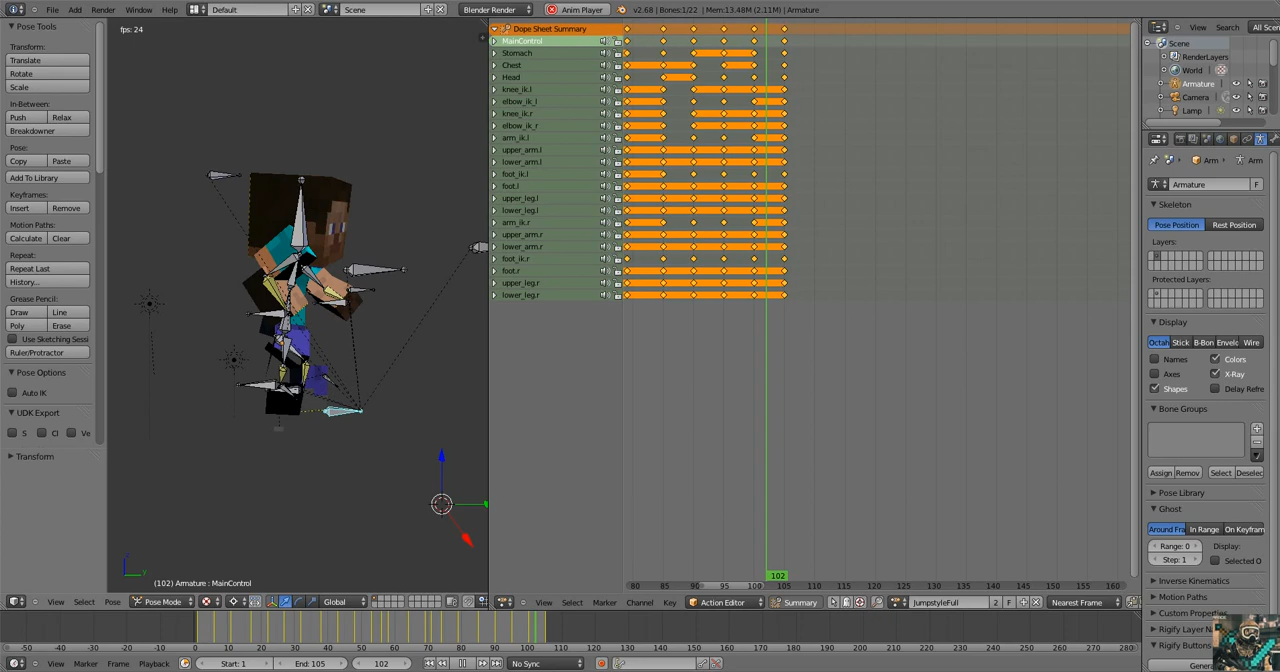 File Add Render Window Help Default Scene Blender Render Anim Player v2.68 | Bones:1/22 | Mem:13.48M (2.11M) | Armature
Pose Tools
Transform:
Translate
Rotate
Scale
In-Between:
Push Relax
Breakdowner
Pose:
Copy Paste
Add To Library
Keyframes:
Insert Remove
Motion Paths:
Calculate Clear
Repeat:
Repeat Last
History...
Grease Pencil:
Draw Line
Poly Erase
Use Sketching Sessi
Ruler/Protractor
Pose Options
Auto IK
UDK Export
S Cl Ve
Transform
fps: 24
(102) Armature : MainControl
View Select Pose Pose Mode Global
Dope Sheet Summary
MainControl
Stomach
Chest
Head
knee_ik.l
elbow_ik_l
knee_ik.r
elbow_ik_r
arm_ik.l
upper_arm.l
lower_arm.l
foot_ik.l
foot.l
upper_leg.l
lower_leg.l
arm_ik.r
upper_arm.r
lower_arm.r
foot_ik.r
foot.r
upper_leg.r
lower_leg.r
102
80 85 90 95 100 105 110 115 120 125 130 135 140 145 150 155 160
View Select Marker Channel Key Action Editor Summary JumpstyleFull 2 F Nearest Frame
View Search All Scen
Scene
RenderLayers
World
Armature
Camera
Lamp
Arm Arm
Armature F
Skeleton
Pose Position Rest Position
Layers:
Protected Layers:
Display
Octah Stick B-Bon Envelo Wire
Names Colors
Axes X-Ray
Shapes Delay Refre
Bone Groups
Assign Remov Select Deselec
Pose Library
Ghost
Around Fra In Range On Keyfram
Range: 0 Display:
Step: 1 Selected O
Inverse Kinematics
Motion Paths
Custom Properties
Rigify Layer N
Rigify Buttons
Gener
-50 -40 -30 -20 -10 0 10 20 30 40 50 60 70 80 90 100 110 120 130 140 150 160 170 180 190 200 210 220 230 240 250 260 270 280
View Marker Frame Playback Start: 1 End: 105 102 No Sync